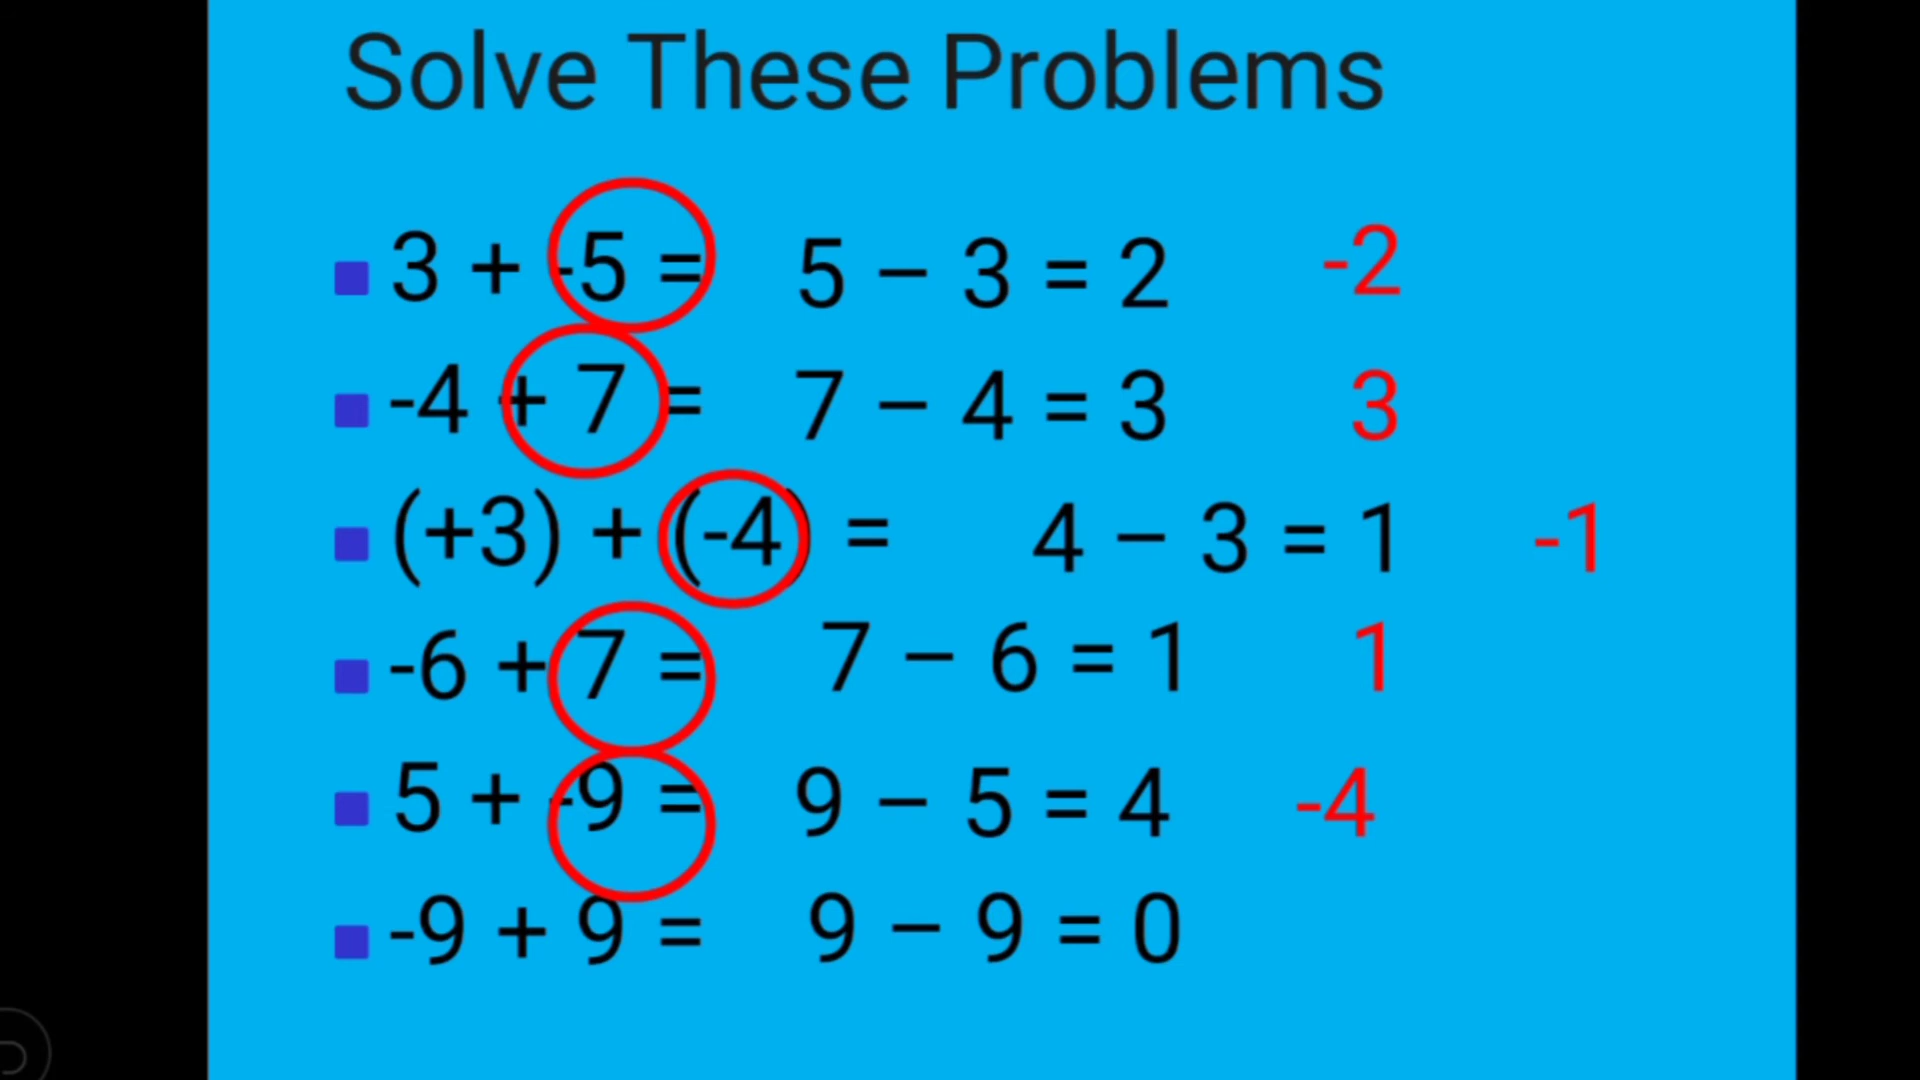 Solve These Problems
3 + -5 = 5 – 3 = 2 -2
-4 + 7 = 7 – 4 = 3 3
(+3) + (-4) = 4 – 3 = 1 -1
-6 + 7 = 7 – 6 = 1 1
5 + -9 = 9 – 5 = 4 -4
-9 + 9 = 9 – 9 = 0